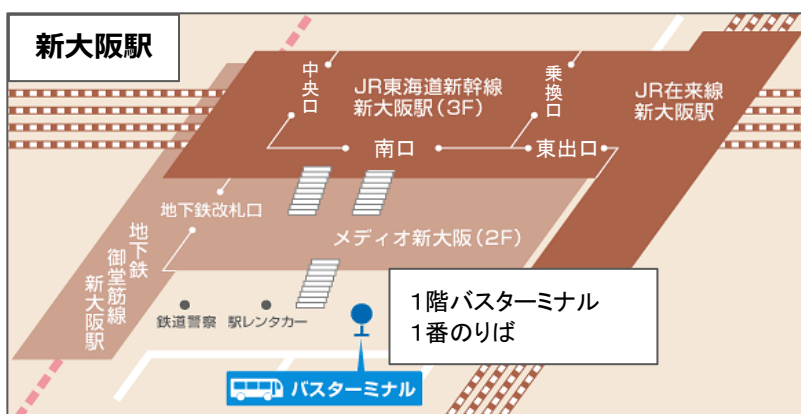 新大阪駅
中央口
JR東海道新幹線
新大阪駅(3F)
乗換口
JR在来線
新大阪駅
南口
東出口
地下鉄改札口
メディオ新大阪(2F)
地下鉄
御堂筋線
新大阪駅
鉄道警察
駅レンタカー
1階バスターミナル
1番のりば
バスターミナル